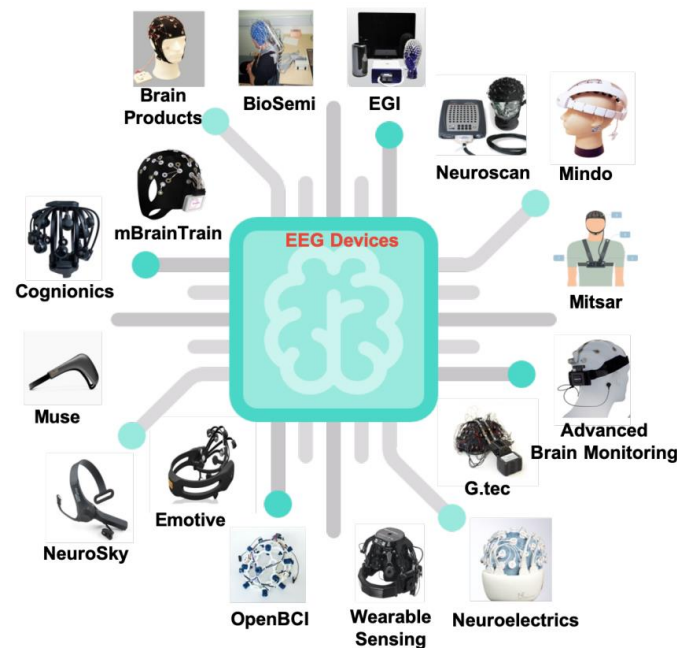 Brain
Products
BioSemi
EGI
Neuroscan
Mindo
mBrainTrain
EEG Devices
Cognionics
Mitsar
Muse
Advanced
Brain Monitoring
G.tec
Emotive
NeuroSky
OpenBCI
Wearable
Sensing
Neuroelectrics